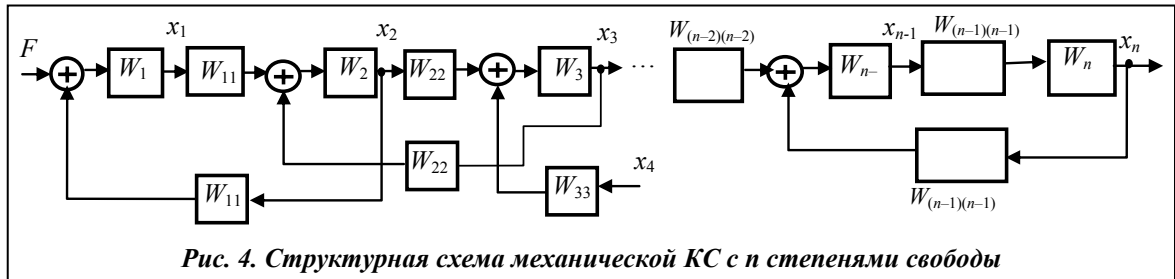 F x₁ x₂ x₃ W₍ₙ₋₂₎₍ₙ₋₂₎ xₙ₋₁ W₍ₙ₋₁₎₍ₙ₋₁₎ xₙ
+ W₁ W₁₁ + W₂ W₂₂ + W₃ ... + Wₙ₋ Wₙ
W₂₂ x₄
W₁₁ W₃₃
W₍ₙ₋₁₎₍ₙ₋₁₎
Рис. 4. Структурная схема механической КС с n степенями свободы